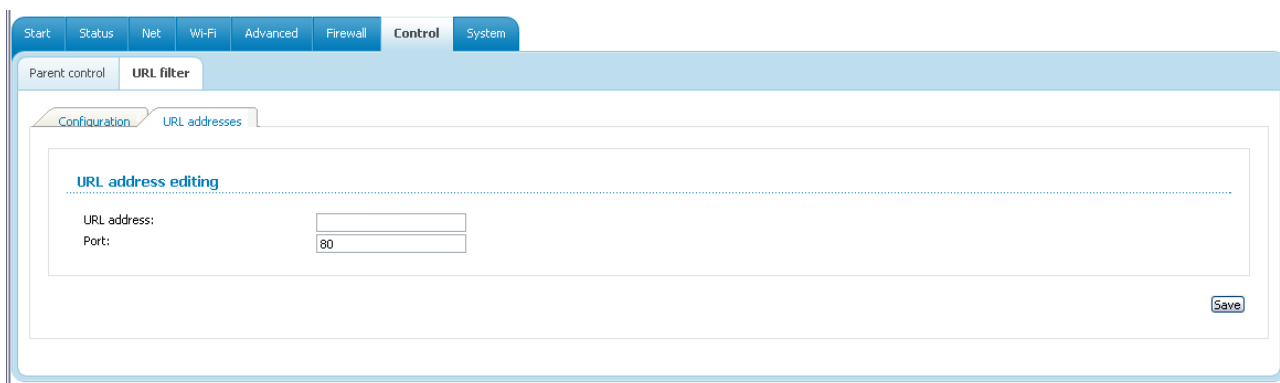 Start Status Net Wi-Fi Advanced Firewall Control System
Parent control URL filter
Configuration URL addresses
URL address editing
URL address:
Port: 80
Save